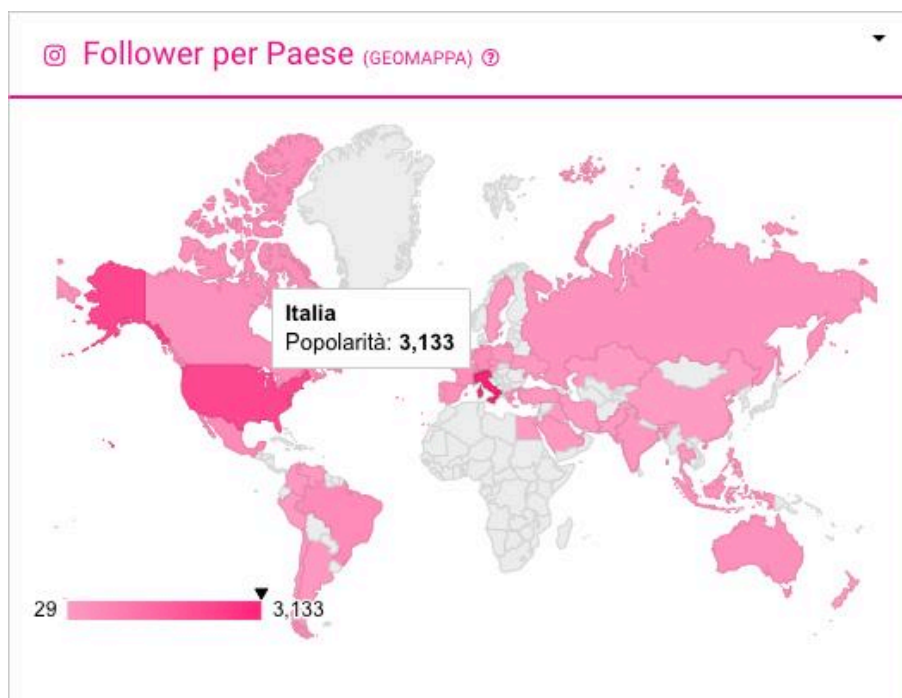 Follower per Paese (GEOMAPPA)
Italia
Popolarità: 3,133
29
3,133